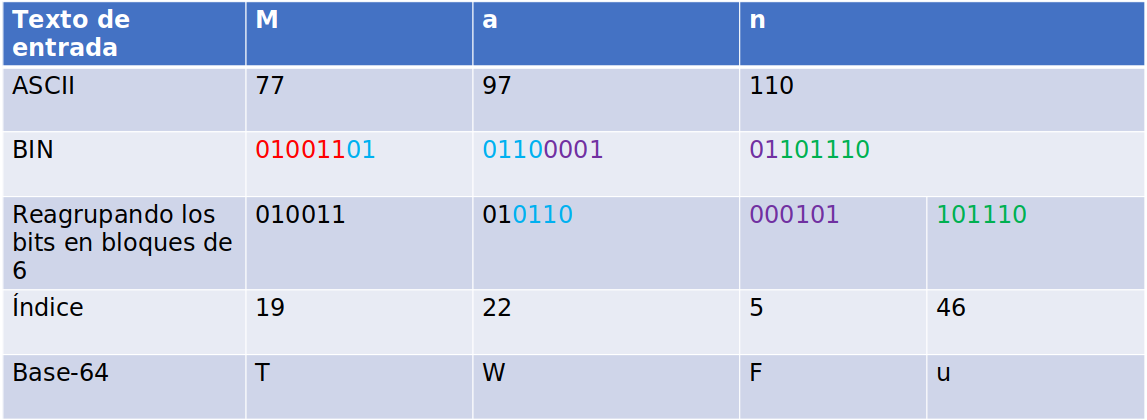 Texto de entrada M a n
ASCII 77 97 110
BIN 01001101 01100001 01101110
Reagrupando los bits en bloques de 6 010011 010110 000101 101110
Índice 19 22 5 46
Base-64 T W F u